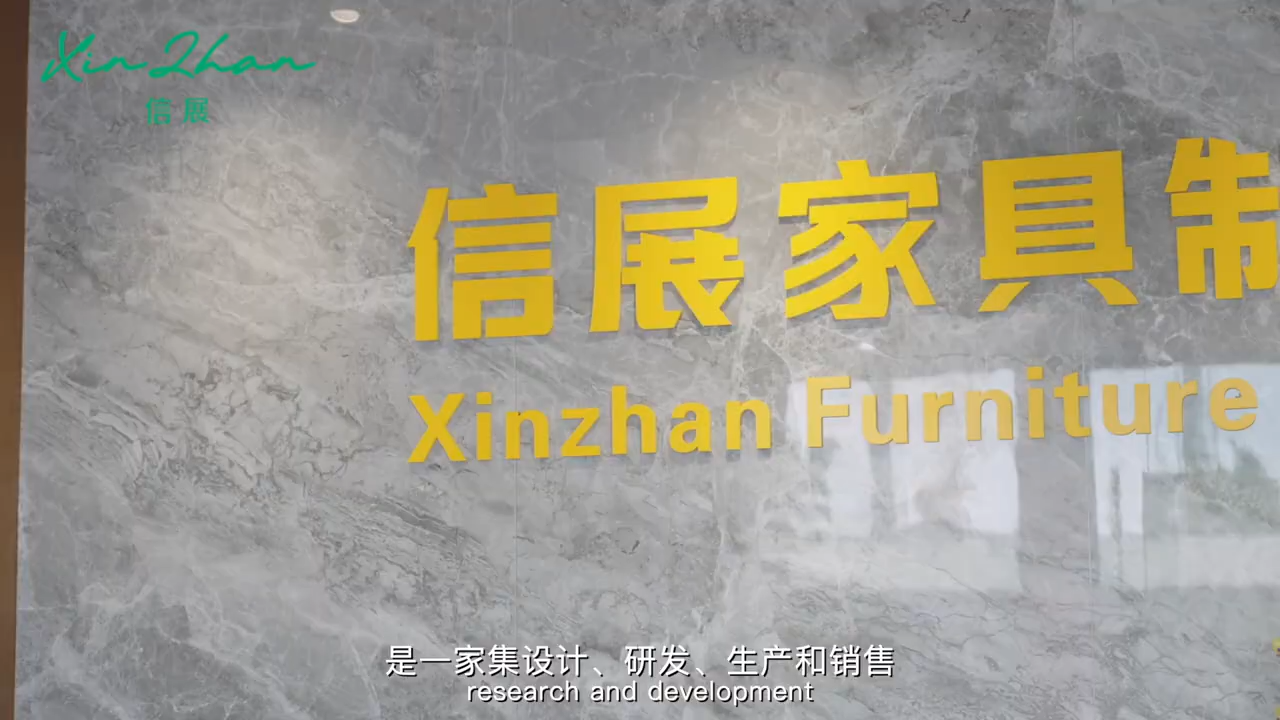 XinZhan
信展
信展家具制
Xinzhan Furniture
是一家集设计、研发、生产和销售
research and development